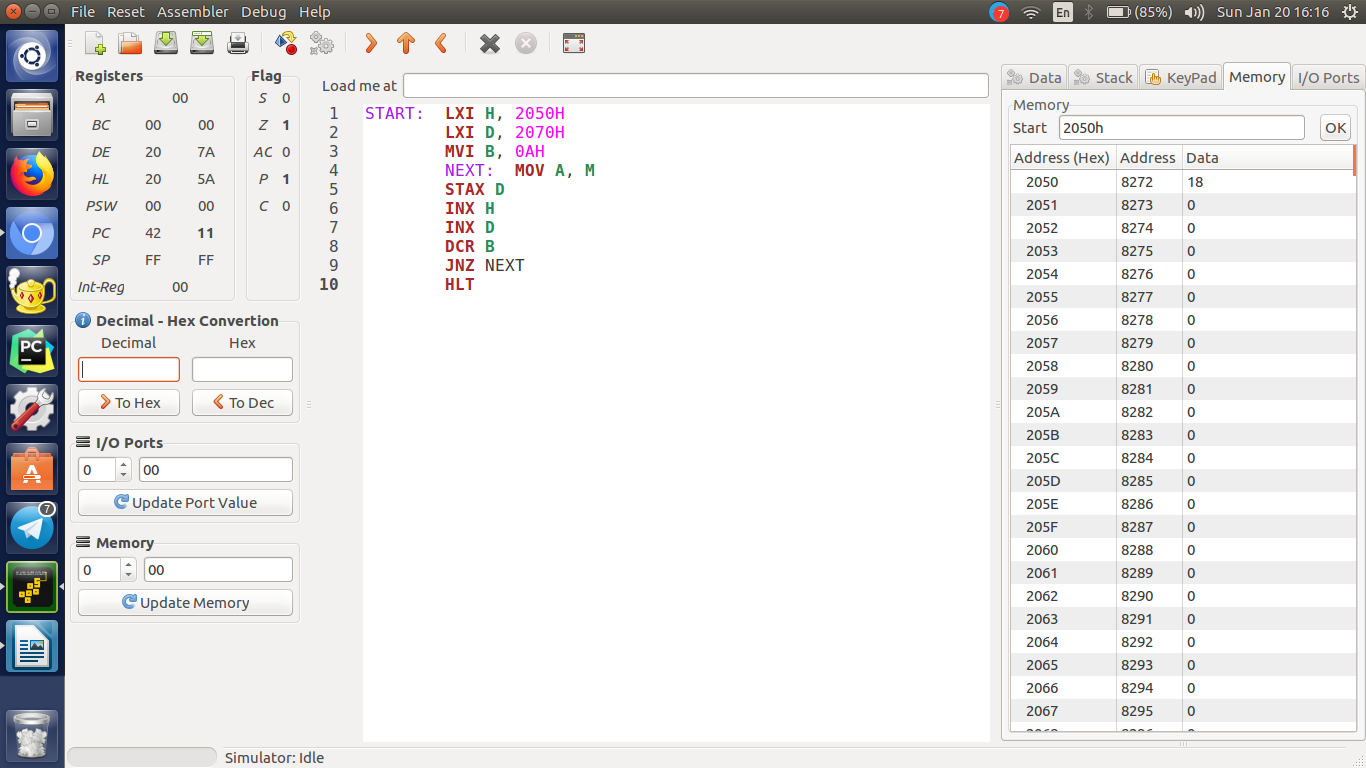 File Reset Assembler Debug Help
7 En (85%) Sun Jan 20 16:16
Registers
A 00
BC 00 00
DE 20 7A
HL 20 5A
PSW 00 00
PC 42 11
SP FF FF
Int-Reg 00
Flag
S 0
Z 1
AC 0
P 1
C 0
Decimal - Hex Convertion
Decimal Hex
To Hex To Dec
I/O Ports
0 00
Update Port Value
Memory
0 00
Update Memory
Load me at
1 START: LXI H, 2050H
2 LXI D, 2070H
3 MVI B, 0AH
4 NEXT: MOV A, M
5 STAX D
6 INX H
7 INX D
8 DCR B
9 JNZ NEXT
10 HLT
Data Stack KeyPad Memory I/O Ports
Memory
Start 2050h OK
Address (Hex) Address Data
2050 8272 18
2051 8273 0
2052 8274 0
2053 8275 0
2054 8276 0
2055 8277 0
2056 8278 0
2057 8279 0
2058 8280 0
2059 8281 0
205A 8282 0
205B 8283 0
205C 8284 0
205D 8285 0
205E 8286 0
205F 8287 0
2060 8288 0
2061 8289 0
2062 8290 0
2063 8291 0
2064 8292 0
2065 8293 0
2066 8294 0
2067 8295 0
PC
7
Simulator: Idle